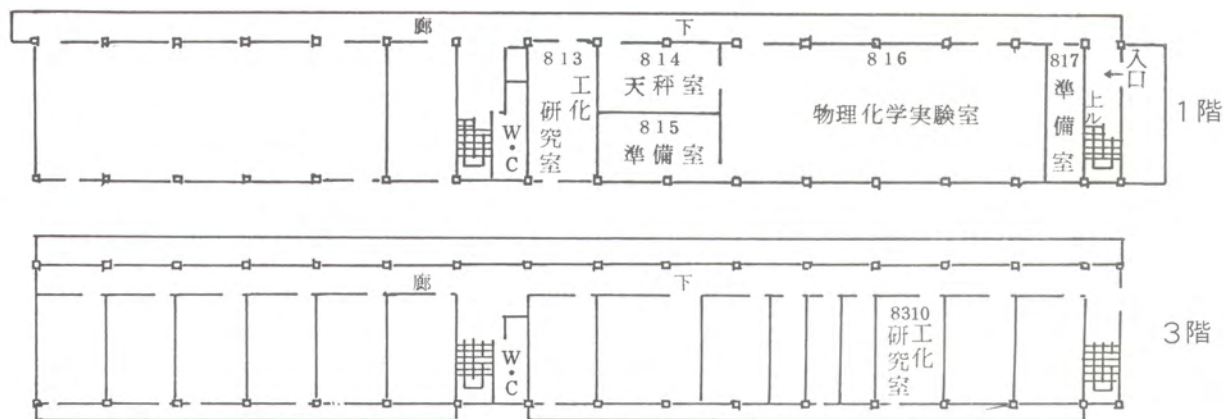 廊下
813
工化研究室
814
天秤室
815
準備室
816
物理化学実験室
817
準備室
入口
←
上ル
W・C
1階
廊下
W・C
8310
工化研究室
3階